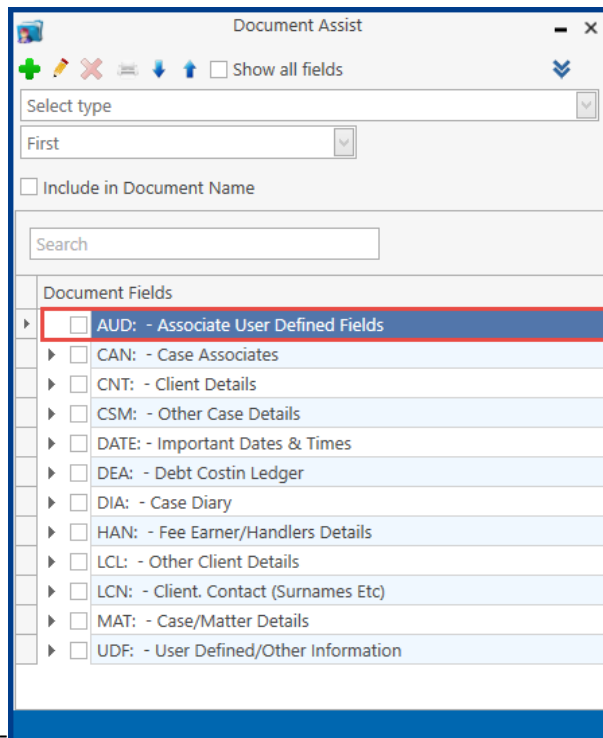 Document Assist
Show all fields
Select type
First
Include in Document Name
Search
Document Fields
AUD: - Associate User Defined Fields
CAN: - Case Associates
CNT: - Client Details
CSM: - Other Case Details
DATE: - Important Dates & Times
DEA: - Debt Costin Ledger
DIA: - Case Diary
HAN: - Fee Earner/Handlers Details
LCL: - Other Client Details
LCN: - Client. Contact (Surnames Etc)
MAT: - Case/Matter Details
UDF: - User Defined/Other Information